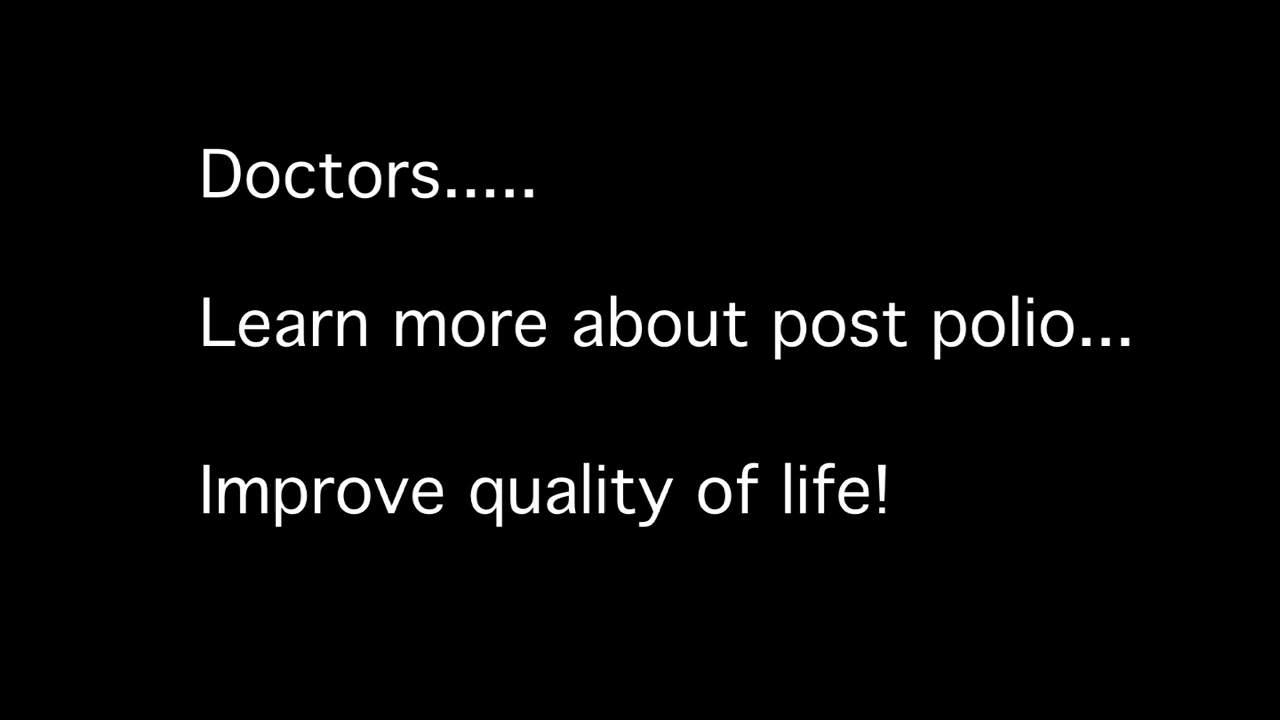 Doctors.....
Learn more about post polio...
Improve quality of life!